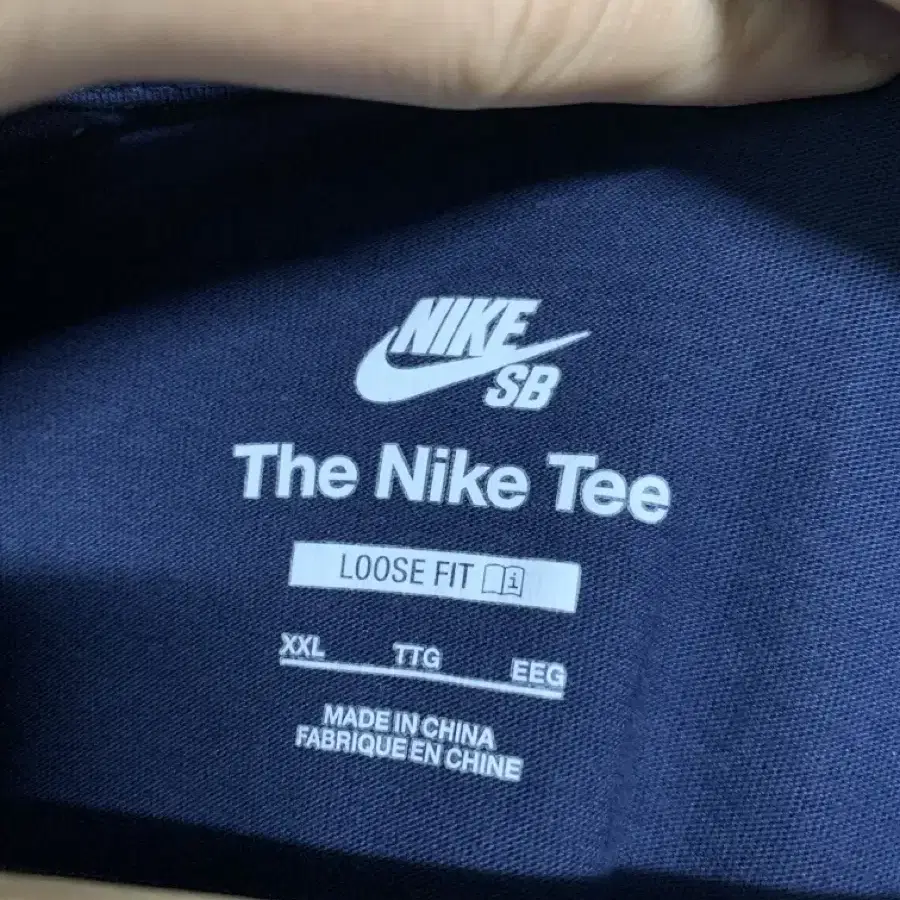 NIKE
SB
The Nike Tee
LOOSE FIT i
XXL TTG EEG
MADE IN CHINA
FABRIQUE EN CHINE